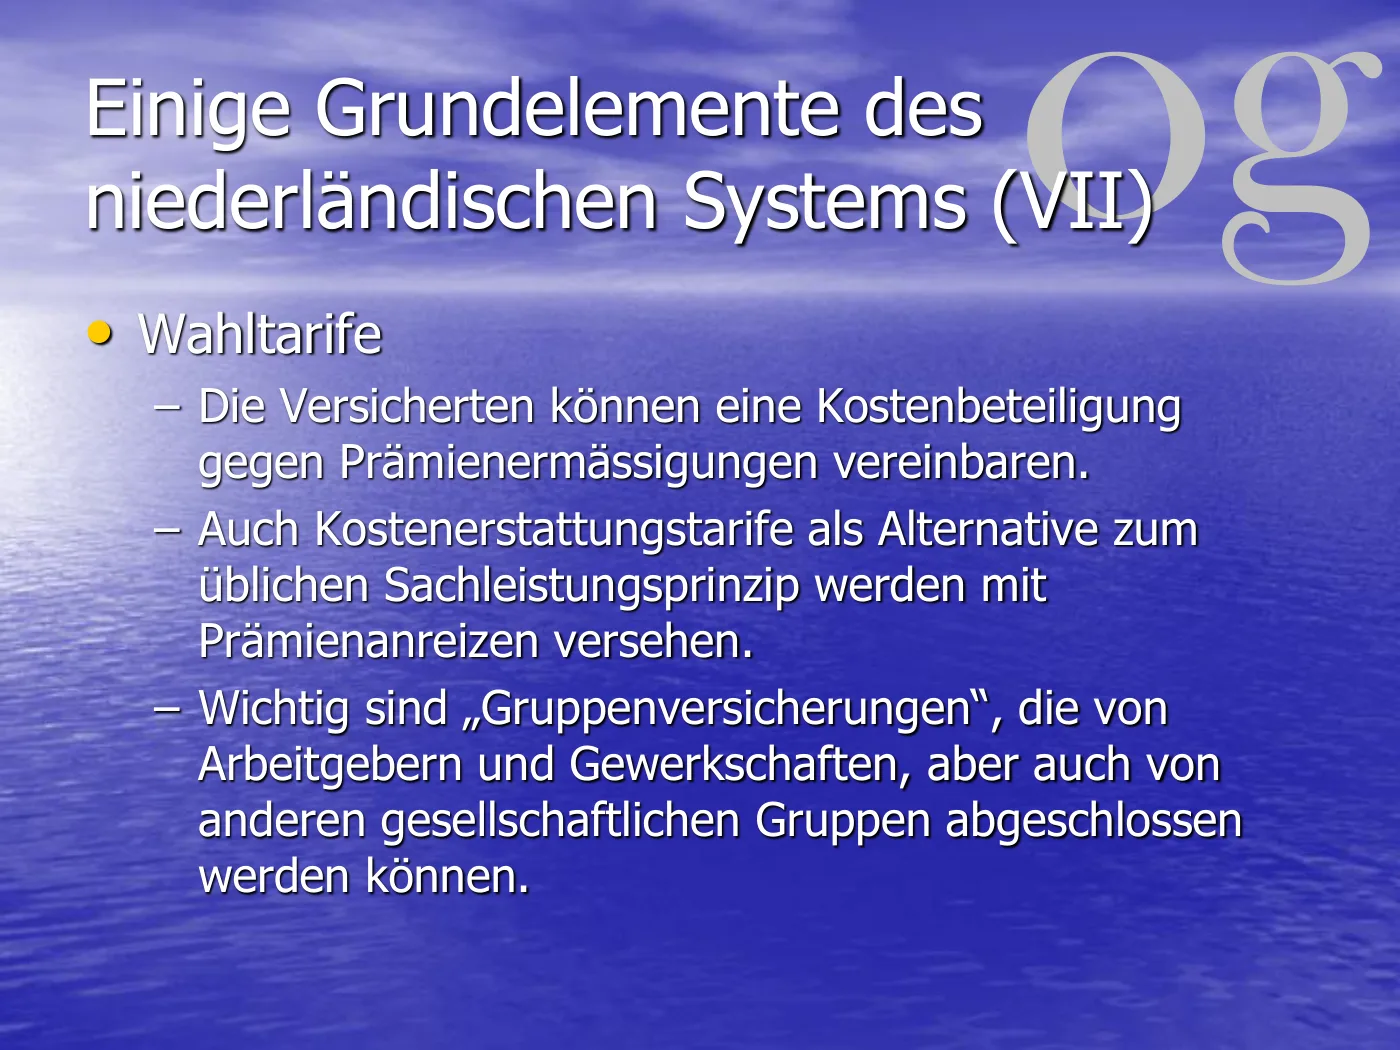 og
Einige Grundelemente des
niederländischen Systems (VII)
• Wahltarife
– Die Versicherten können eine Kostenbeteiligung
gegen Prämienermässigungen vereinbaren.
– Auch Kostenerstattungstarife als Alternative zum
üblichen Sachleistungsprinzip werden mit
Prämienanreizen versehen.
– Wichtig sind „Gruppenversicherungen“, die von
Arbeitgebern und Gewerkschaften, aber auch von
anderen gesellschaftlichen Gruppen abgeschlossen
werden können.